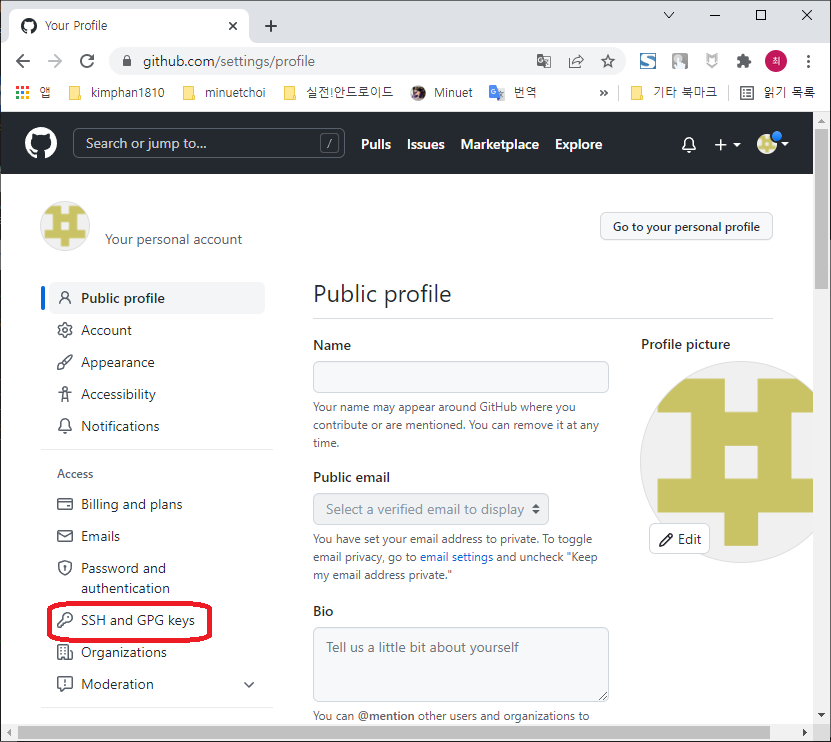 Your Profile
github.com/settings/profile
최
앱
kimphan1810
minuetchoi
실전!안드로이드
Minuet
번역
»
기타 북마크
읽기 목록
Search or jump to...
/
Pulls
Issues
Marketplace
Explore
Your personal account
Go to your personal profile
Public profile
Account
Appearance
Accessibility
Notifications
Access
Billing and plans
Emails
Password and
authentication
SSH and GPG keys
Organizations
Moderation
Public profile
Name
Your name may appear around GitHub where you
contribute or are mentioned. You can remove it at any
time.
Public email
Select a verified email to display
You have set your email address to private. To toggle
email privacy, go to email settings and uncheck "Keep
my email address private."
Bio
Tell us a little bit about yourself
You can @mention other users and organizations to
Profile picture
Edit